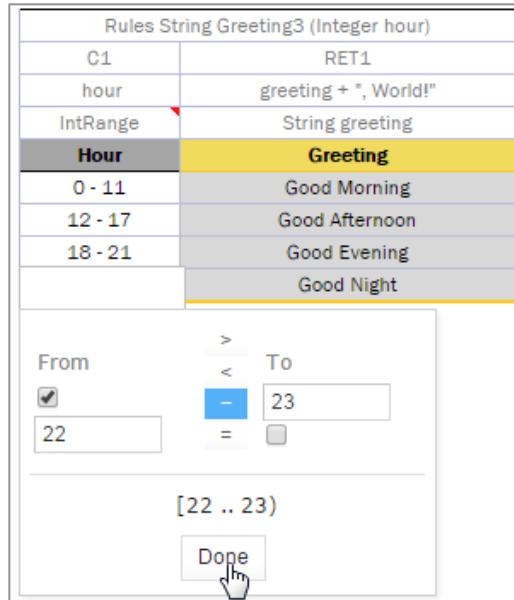 Rules String Greeting3 (Integer hour)
C1 RET1
hour greeting + ", World!"
IntRange String greeting
Hour Greeting
0 - 11 Good Morning
12 - 17 Good Afternoon
18 - 21 Good Evening
Good Night
>
From < To
– 23
22 =
[22 .. 23)
Done